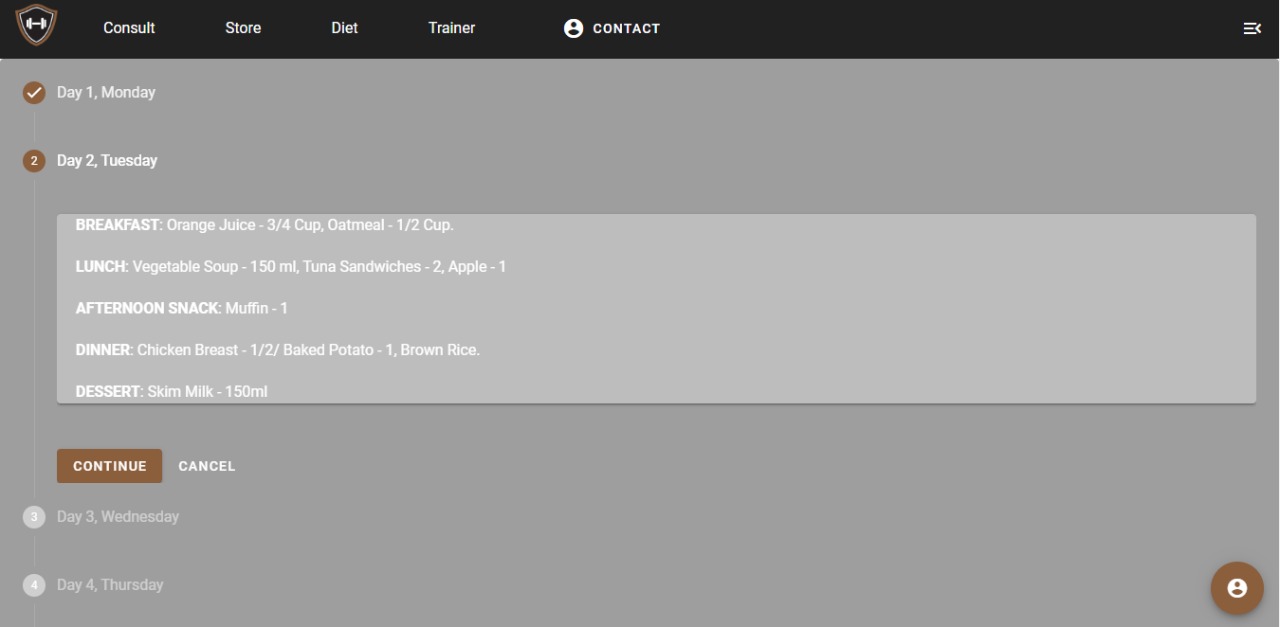 Consult Store Diet Trainer CONTACT
Day 1, Monday
2 Day 2, Tuesday
BREAKFAST: Orange Juice - 3/4 Cup, Oatmeal - 1/2 Cup.
LUNCH: Vegetable Soup - 150 ml, Tuna Sandwiches - 2, Apple - 1
AFTERNOON SNACK: Muffin - 1
DINNER: Chicken Breast - 1/2/ Baked Potato - 1, Brown Rice.
DESSERT: Skim Milk - 150ml
CONTINUE CANCEL
3 Day 3, Wednesday
4 Day 4, Thursday